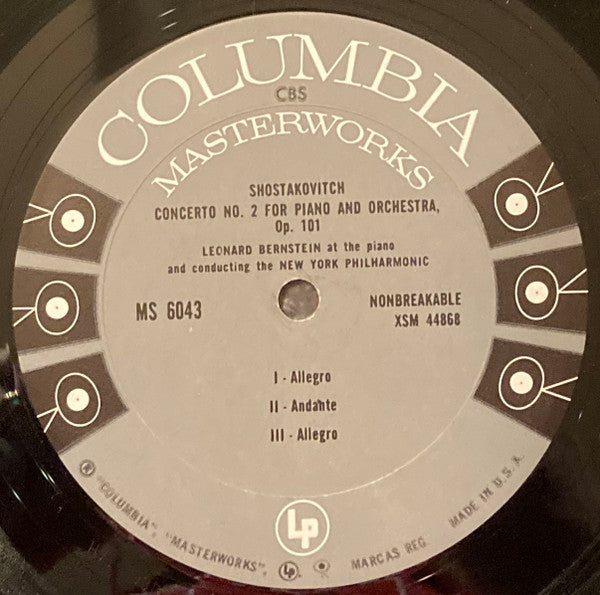 COLUMBIA
CBS
MASTERWORKS
SHOSTAKOVITCH
CONCERTO NO. 2 FOR PIANO AND ORCHESTRA,
Op. 101
LEONARD BERNSTEIN at the piano
and conducting the NEW YORK PHILHARMONIC
MS 6043
NONBREAKABLE
XSM 44868
I - Allegro
II - Andante
III - Allegro
Lp
® "COLUMBIA", "MASTERWORKS", Lp MARCAS REG. MADE IN U. S. A.